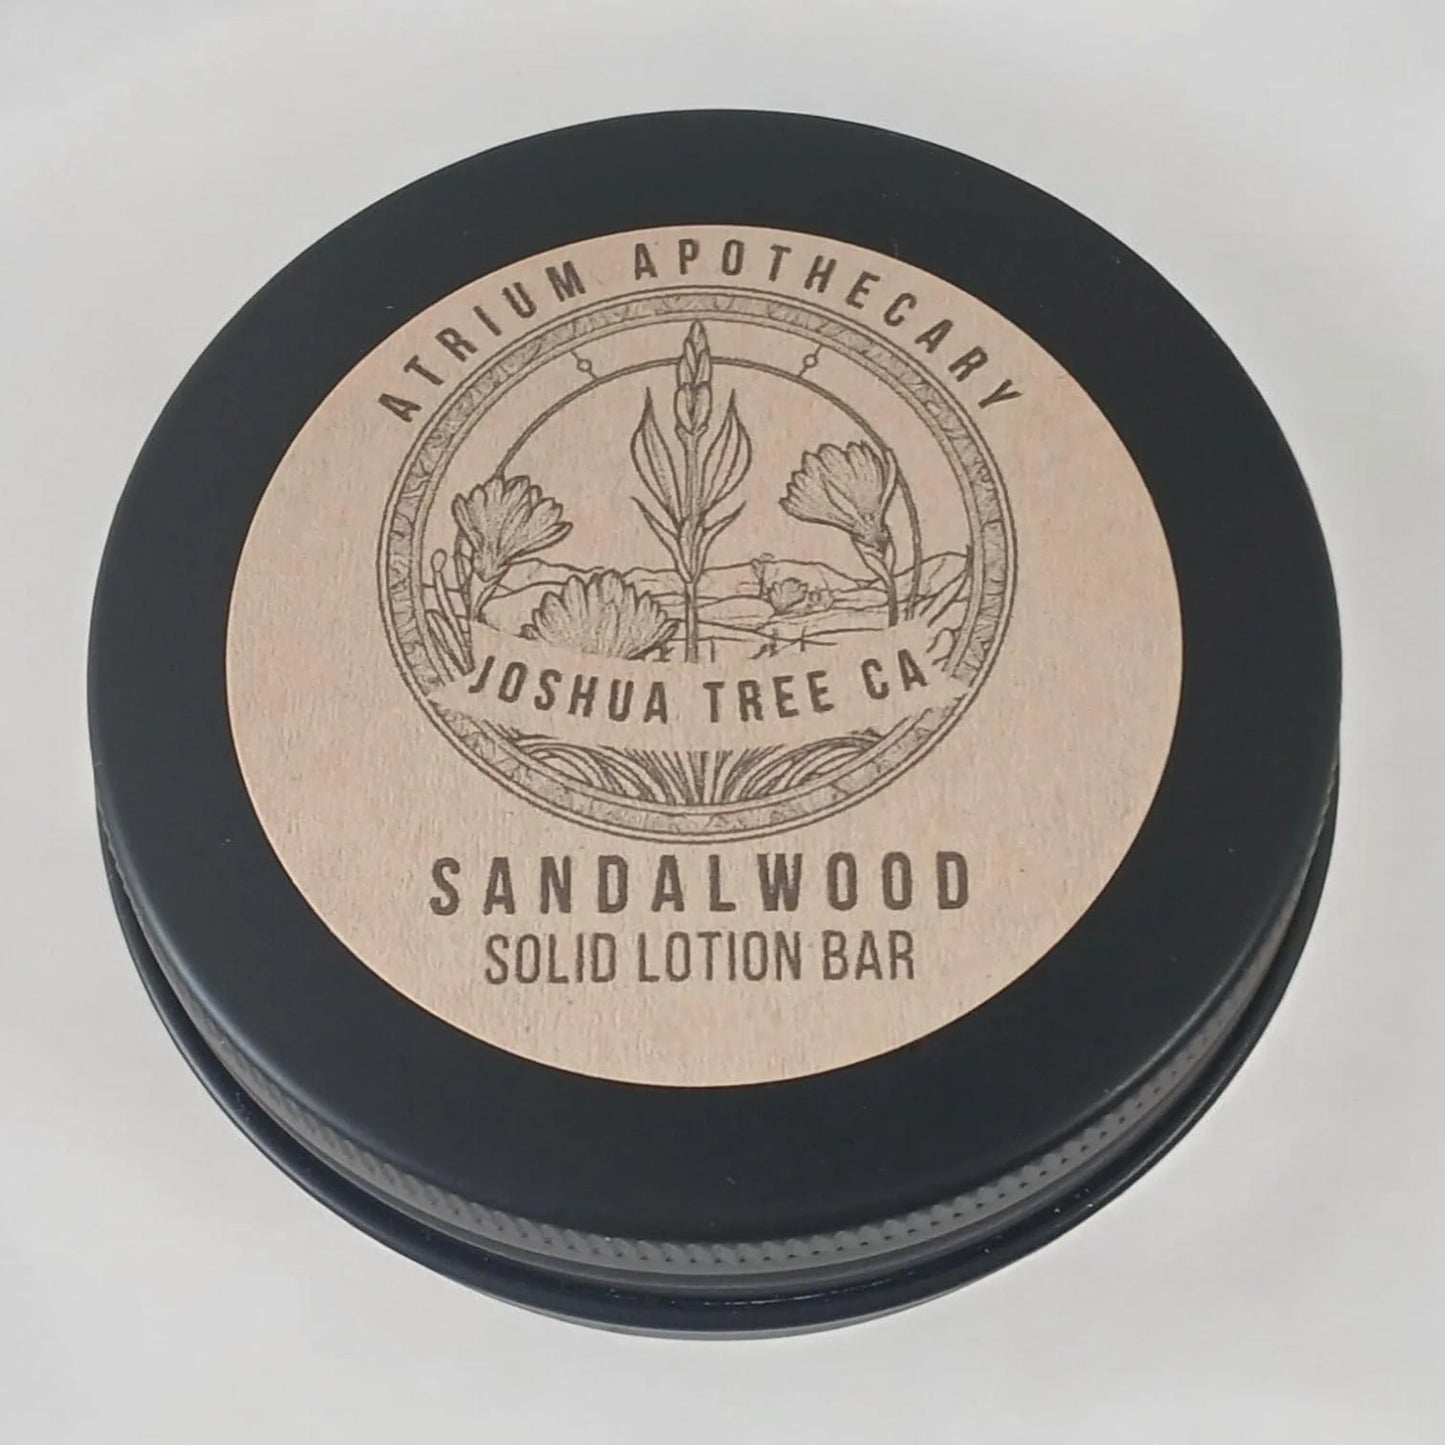 ATRIUM APOTHECARY
JOSHUA TREE CA
SANDALWOOD
SOLID LOTION BAR